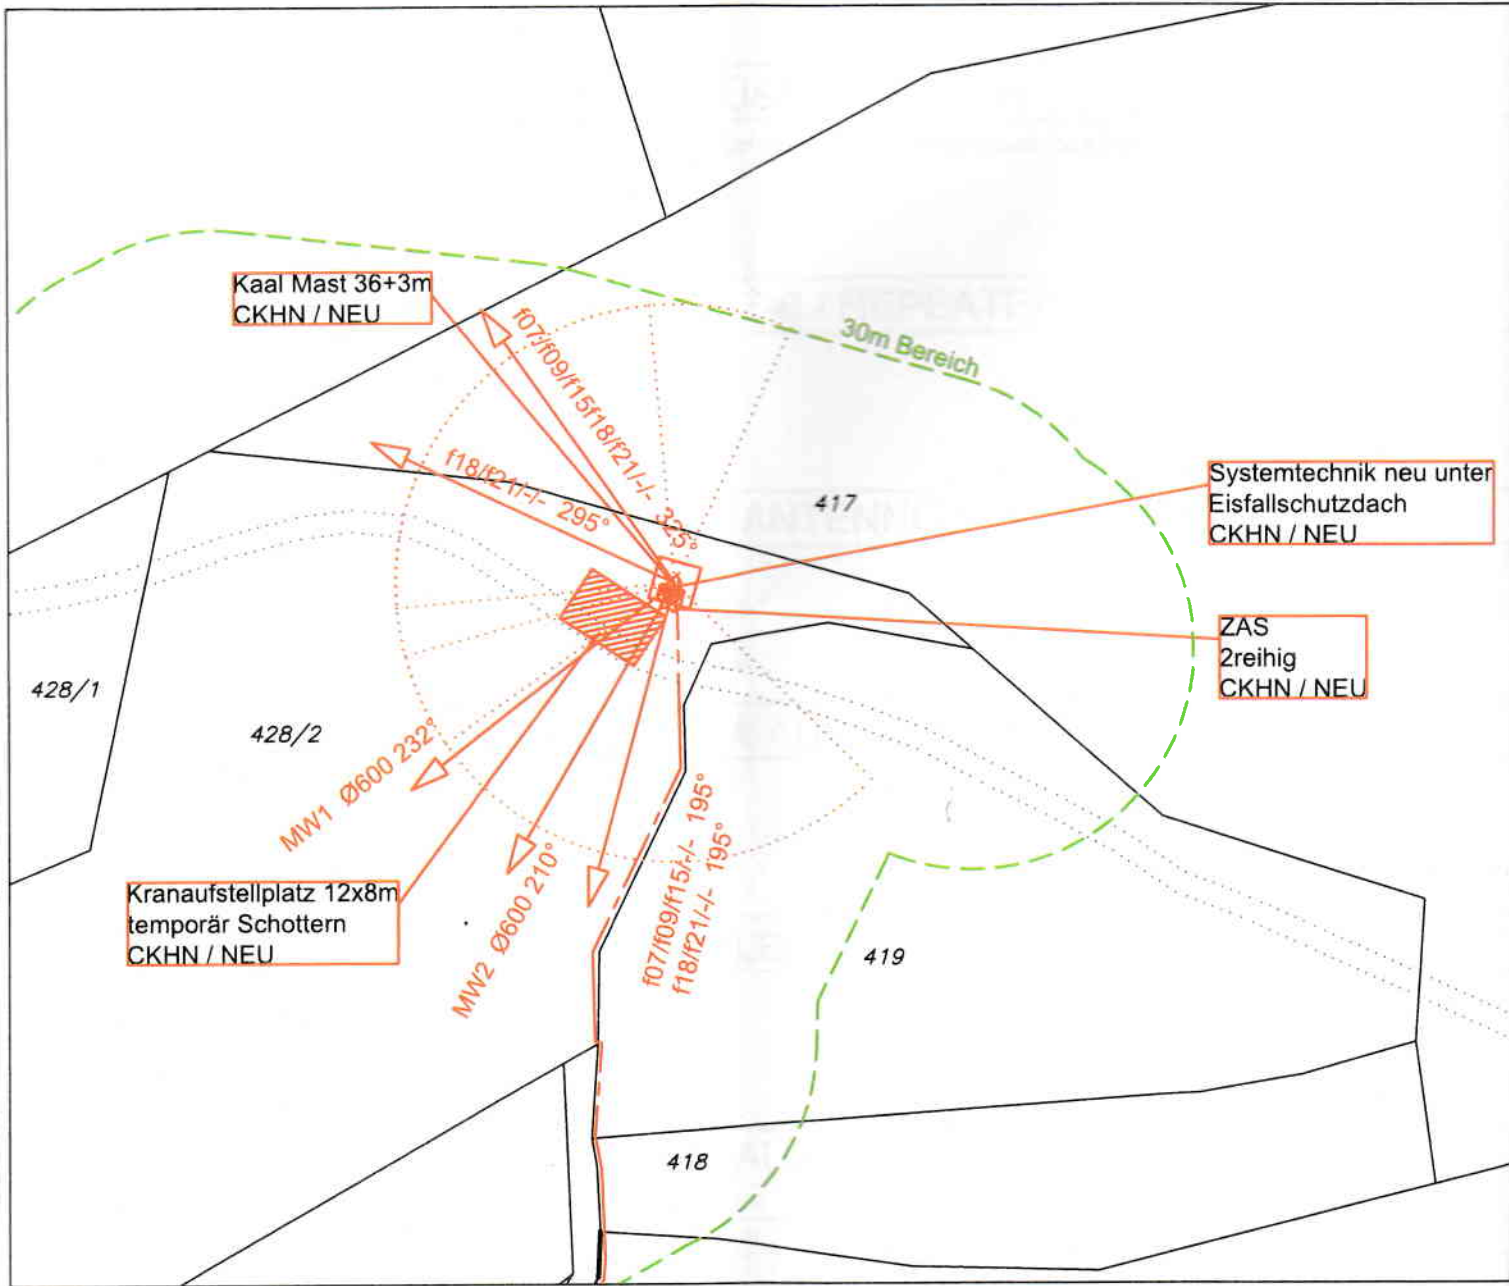 Kaal Mast 36+3m
CKHN / NEU
30m Bereich
f07/f09/f15f18/f21/-/- 325°
f18/f21/-/- 295°
417
Systemtechnik neu unter
Eisfallschutzdach
CKHN / NEU
ZAS
2reihig
CKHN / NEU
428/1
428/2
MW1 Ø600 232°
Kranaufstellplatz 12x8m
temporär Schottern
CKHN / NEU
MW2 Ø600 210°
f07/f09/f15/-/- 195°
f18/f21/-/- 195°
419
418